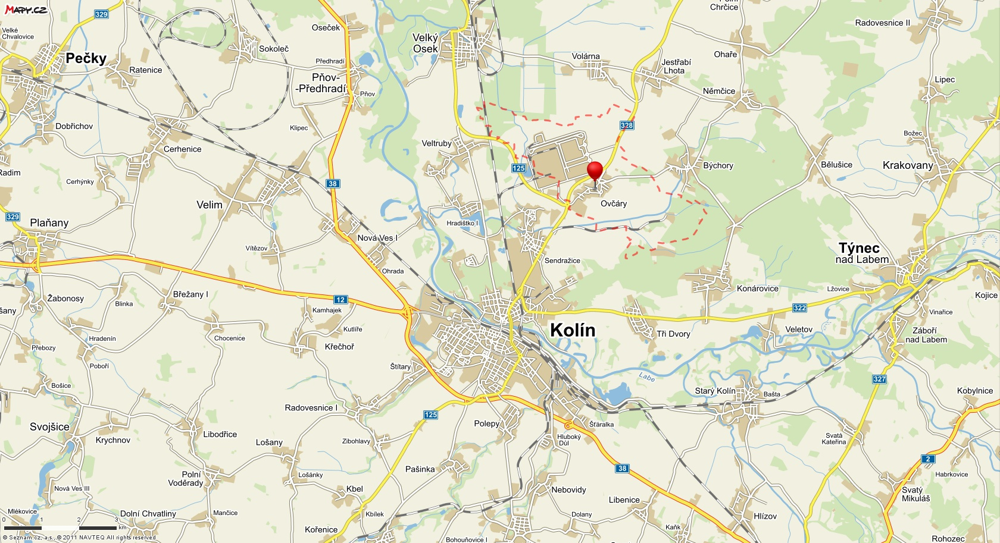 Mapy.cz
329
Velké
Chvalovice
Pečky
Ratenice
Sokoleč
Oseček
Předhradí
Pňov-
-Předhradí
Pňov
Velký
Osek
Volárna
Jestřabí
Lhota
Chrčice
Ohaře
Radovesnice II
Lipec
Němčice
Dobřichov
Cerhenice
Klipec
Veltruby
328
Božec
Radim
Cerhýnky
38
125
Býchory
Bělušice
Krakovany
Velim
Ovčáry
329
Plaňany
Hradištko I
Nová Ves I
Vítězov
Týnec
nad Labem
Sendražice
Ohrada
Žabonosy
Břežany I
Blinka
12
Konárovice
Lžovice
Kojice
šany
Kamhajek
322
Vinařice
Kolín
Kutlíře
Tři Dvory
Veletov
Záboří
nad Labem
Přebozy
Hradenín
Chocenice
Křečhoř
Poboří
Štítary
Labe
327
Bošice
Starý Kolín
Bašta
Kobylnice
Radovesnice I
125
Svojšice
Krychnov
Libodřice
Polepy
Šťáralka
Lošany
Zibohlavy
Hluboký
Důl
Svatá
Kateřina
2
Pašinka
38
Polní
Voděrady
Lošánky
Habrkovice
Nová Ves III
Kbel
Nebovidy
Libenice
Svatý
Mikuláš
Mlékovice
Dolní Chvatliny
Mančice
Kbílek
Dolany
Hlízov
0 1 2 3
km
Kořenice
Kaňk
© Seznam.cz, a.s., © 2011 NAVTEQ All rights reserved
Bohouňovice I
Rohozec